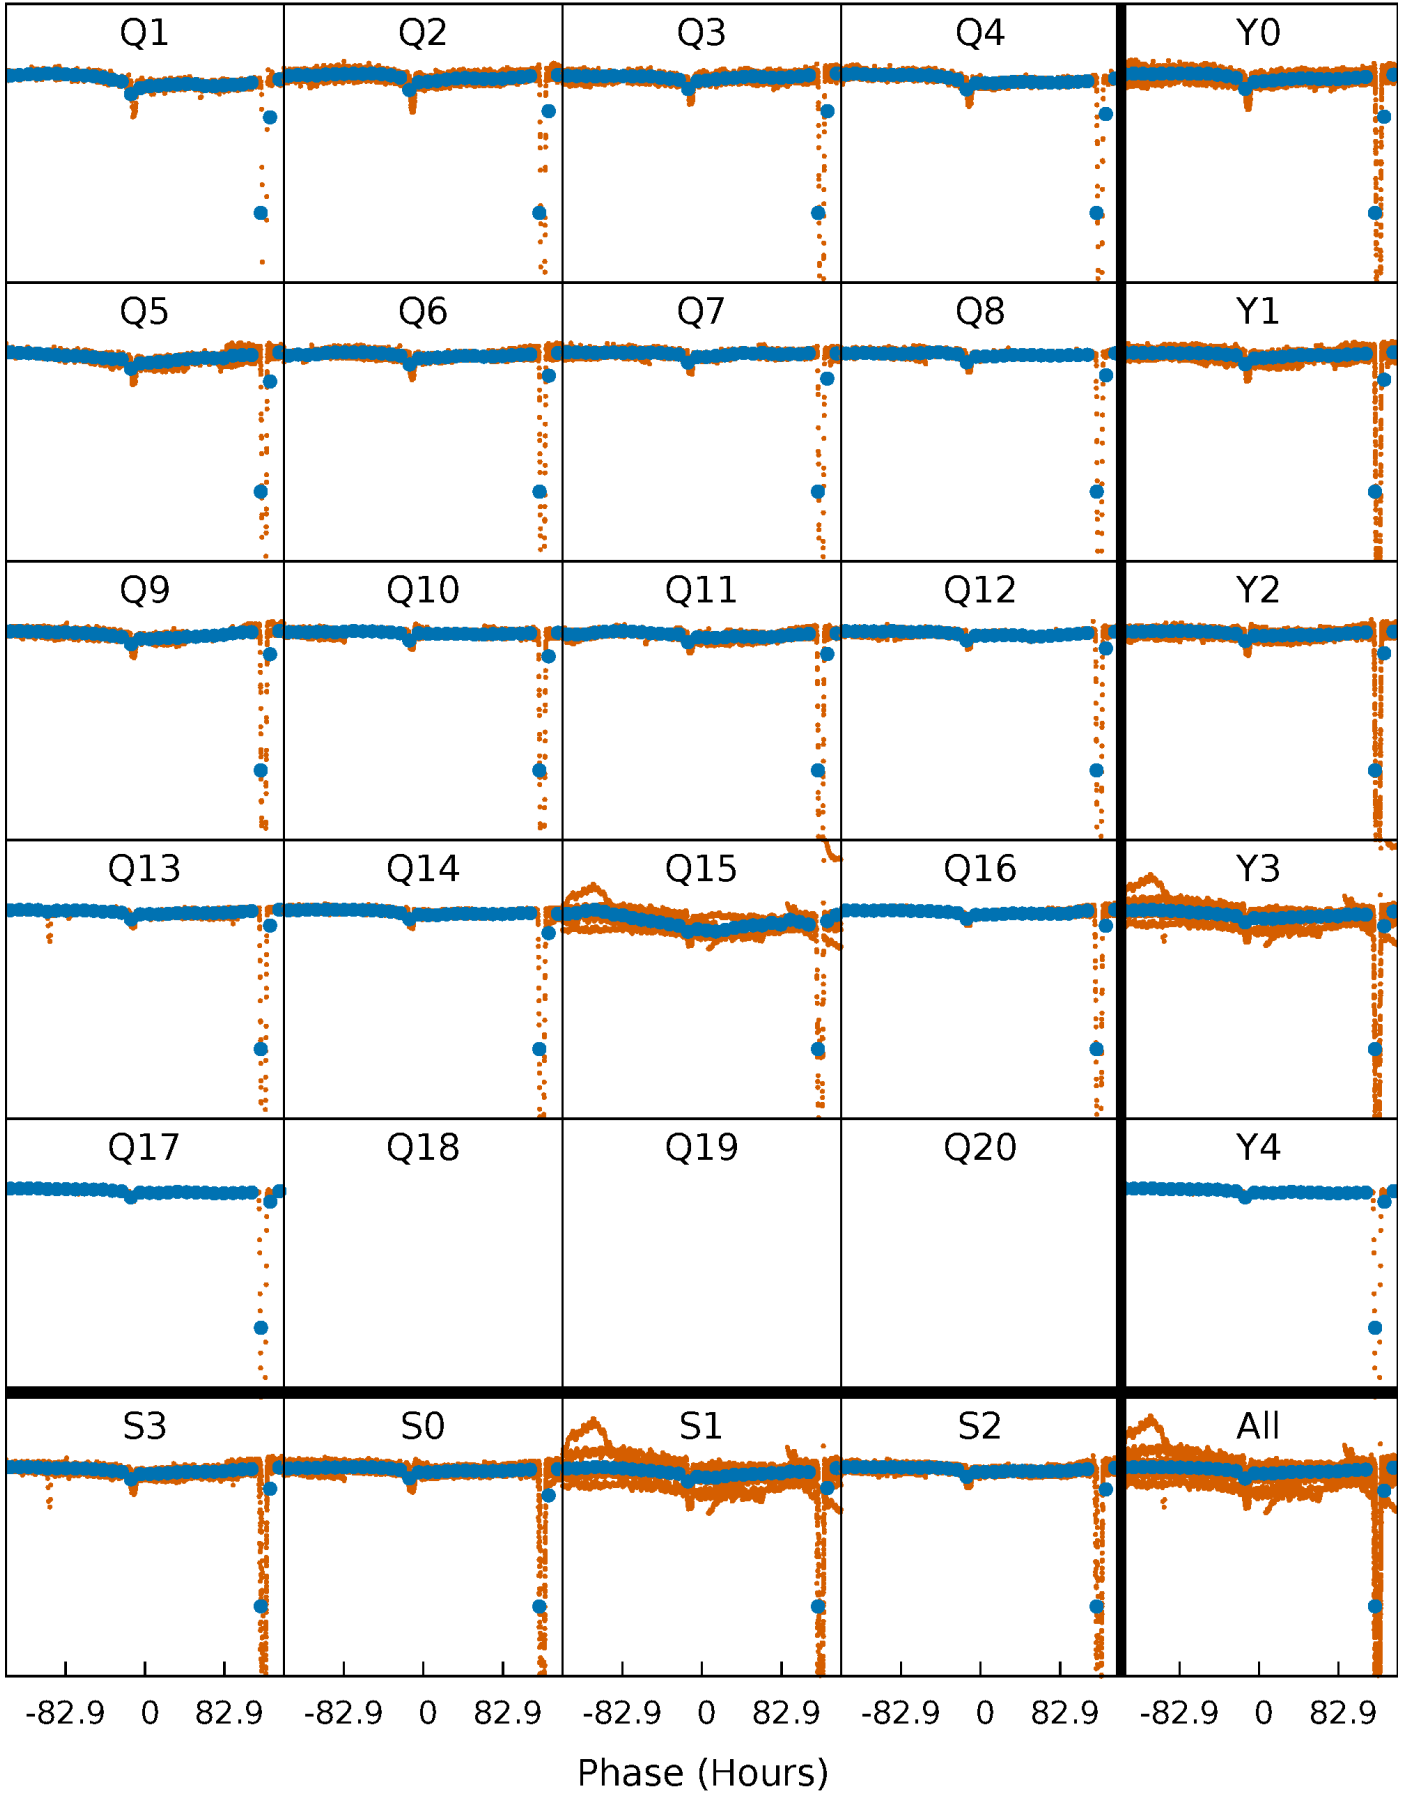 Q1 Q2 Q3 Q4 Y0
Q5 Q6 Q7 Q8 Y1
Q9 Q10 Q11 Q12 Y2
Q13 Q14 Q15 Q16 Y3
Q17 Q18 Q19 Q20 Y4
S3 S0 S1 S2 All
-82.9 0 82.9 -82.9 0 82.9 -82.9 0 82.9 -82.9 0 82.9 -82.9 0 82.9
Phase (Hours)